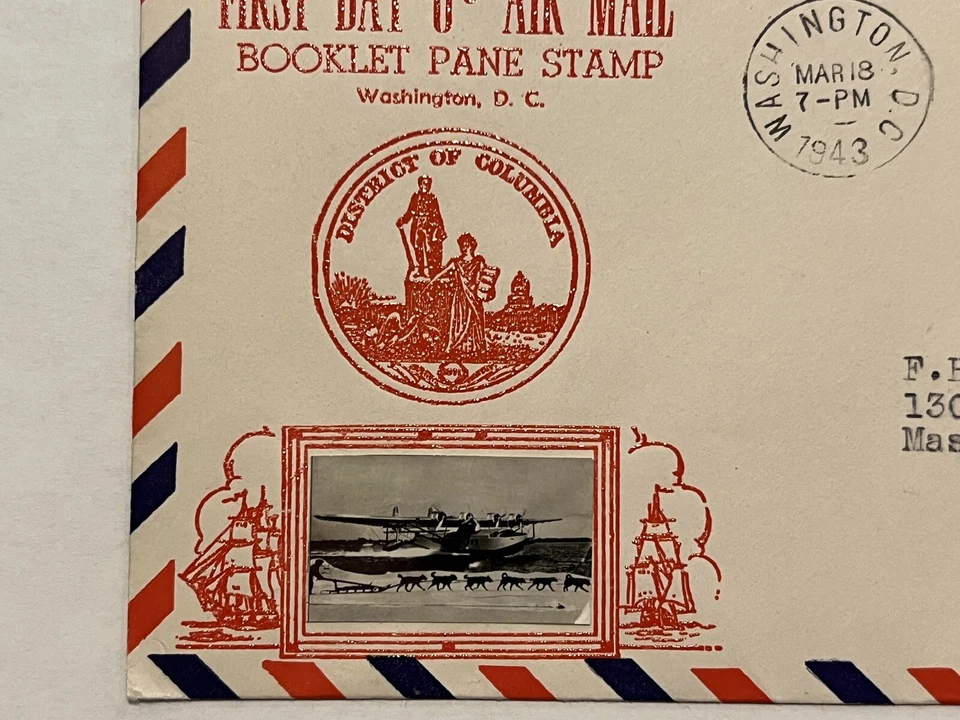 FIRST DAY 6c AIR MAIL
BOOKLET PANE STAMP
Washington, D. C.
WASHINGTON, D.C.
MAR 18
7-PM
1943
DISTRICT OF COLUMBIA
F.
130
Mas